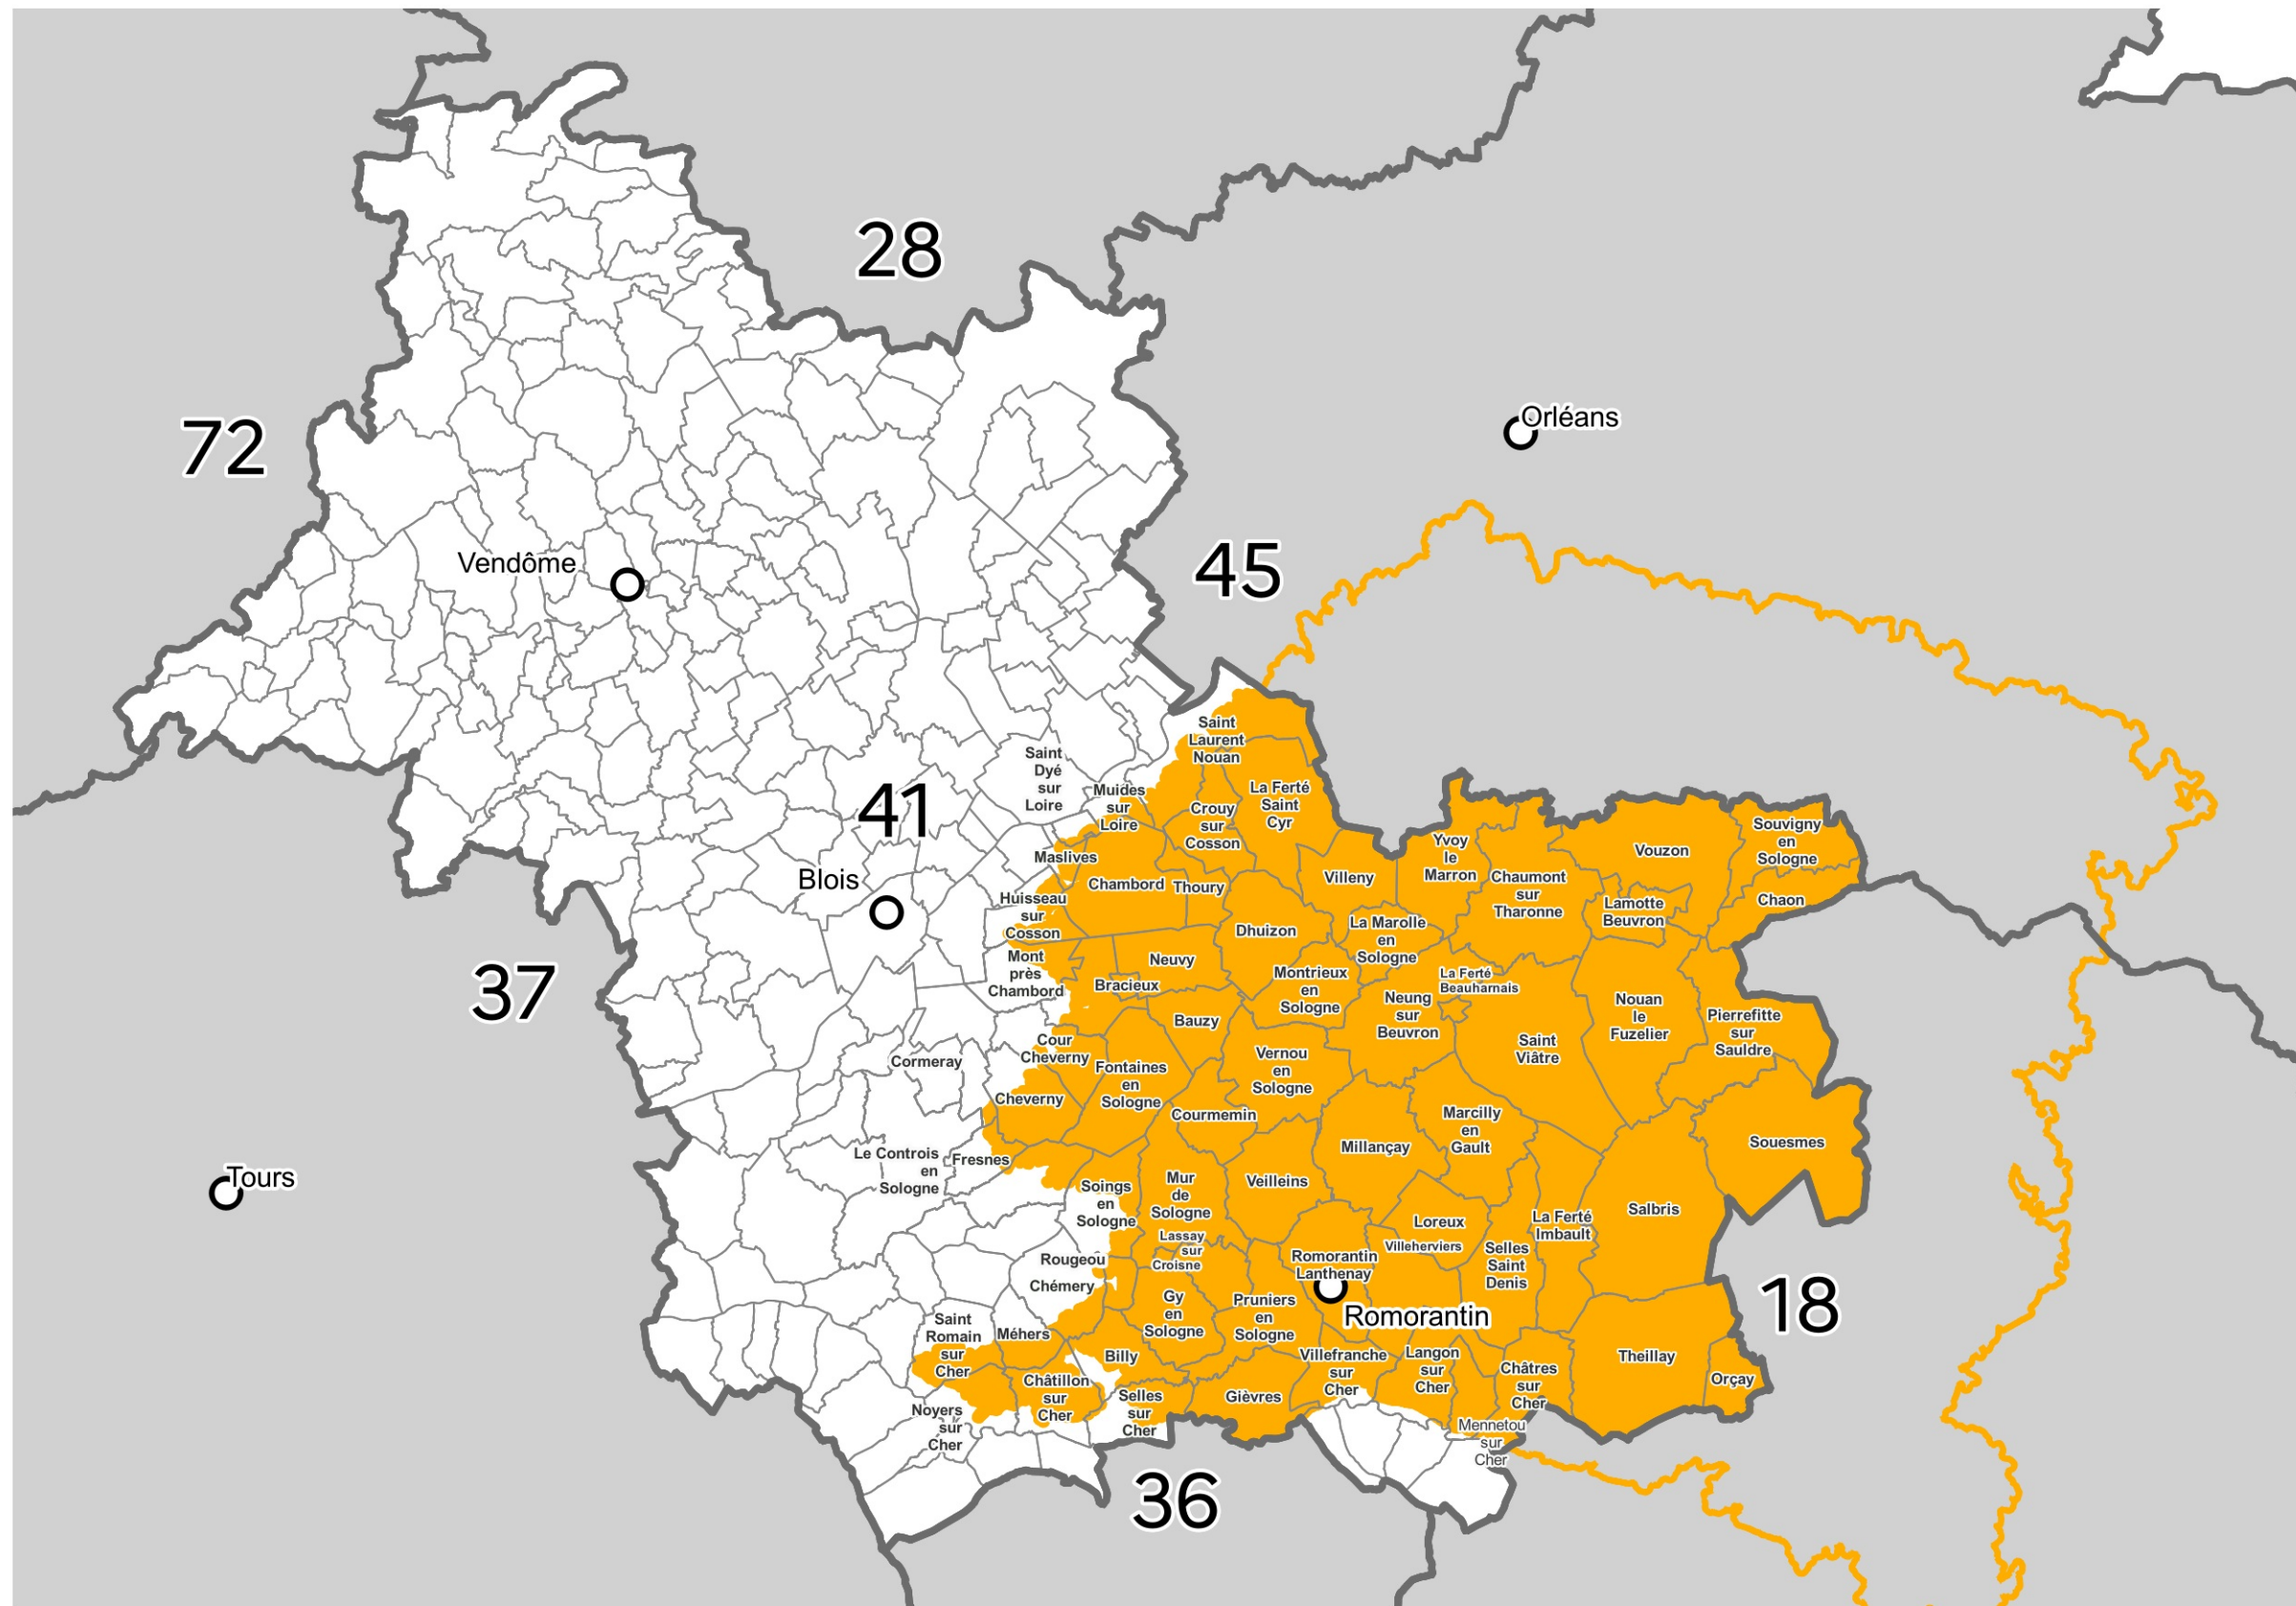 28
72
Orléans
45
Vendôme
Saint
Laurent
Nouan
Saint
Dyé
sur
Loire
Muides
sur
Loire
La Ferté
Saint
Cyr
Crouy
sur
Cosson
41
Yvoy
le
Marron
Vouzon
Souvigny
en
Sologne
Maslives
Blois
Chambord
Thoury
Villeny
Chaumont
sur
Tharonne
Lamotte
Beuvron
Chaon
Huisseau
sur
Cosson
Dhuizon
La Marolle
en
Sologne
Mont
près
Chambord
Neuvy
Bracieux
Montrieux
en
Sologne
La Ferté
Beauharnais
37
Neung
sur
Beuvron
Nouan
le
Fuzelier
Pierrefitte
sur
Sauldre
Bauzy
Saint
Viâtre
Cour
Cheverny
Cormeray
Fontaines
en
Sologne
Vernou
en
Sologne
Cheverny
Courmemin
Marcilly
en
Gault
Millançay
Souesmes
Le Controis
en
Sologne
Fresnes
Tours
Soings
en
Sologne
Mur
de
Sologne
Veilleins
Salbris
Loreux
La Ferté
Imbault
Lassay
sur
Croisne
Villeherviers
Selles
Saint
Denis
Rougeou
Romorantin
Lanthenay
Chémery
18
Gy
en
Sologne
Pruniers
en
Sologne
Romorantin
Saint
Romain
sur
Cher
Méhers
Billy
Villefranche
sur
Cher
Langon
sur
Cher
Châtres
sur
Cher
Theillay
Orçay
Châtillon
sur
Cher
Selles
sur
Cher
Gièvres
Noyers
sur
Cher
Mennetou
sur
Cher
36